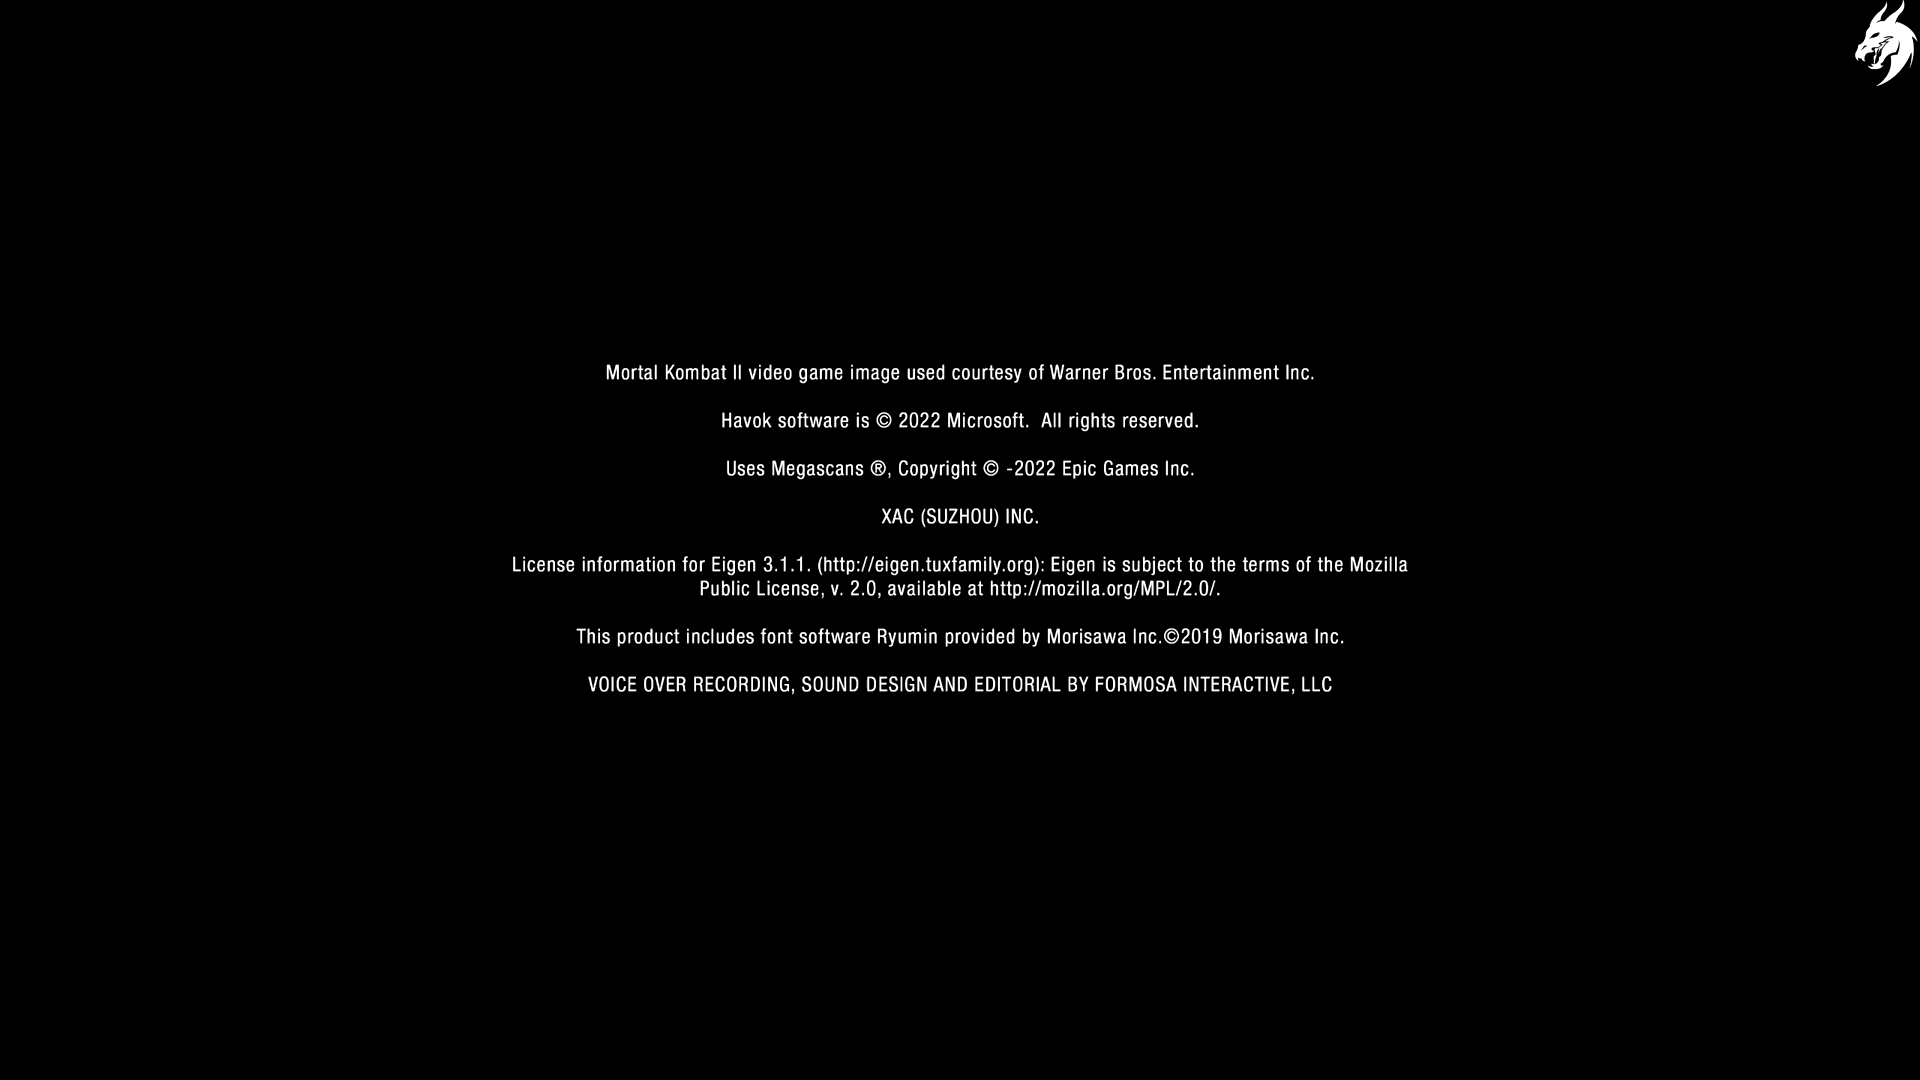 Mortal Kombat II video game image used courtesy of Warner Bros. Entertainment Inc.
Havok software is © 2022 Microsoft.  All rights reserved.
Uses Megascans ®, Copyright © -2022 Epic Games Inc.
XAC (SUZHOU) INC.
License information for Eigen 3.1.1. (http://eigen.tuxfamily.org): Eigen is subject to the terms of the Mozilla
Public License, v. 2.0, available at http://mozilla.org/MPL/2.0/.
This product includes font software Ryumin provided by Morisawa Inc.©2019 Morisawa Inc.
VOICE OVER RECORDING, SOUND DESIGN AND EDITORIAL BY FORMOSA INTERACTIVE, LLC